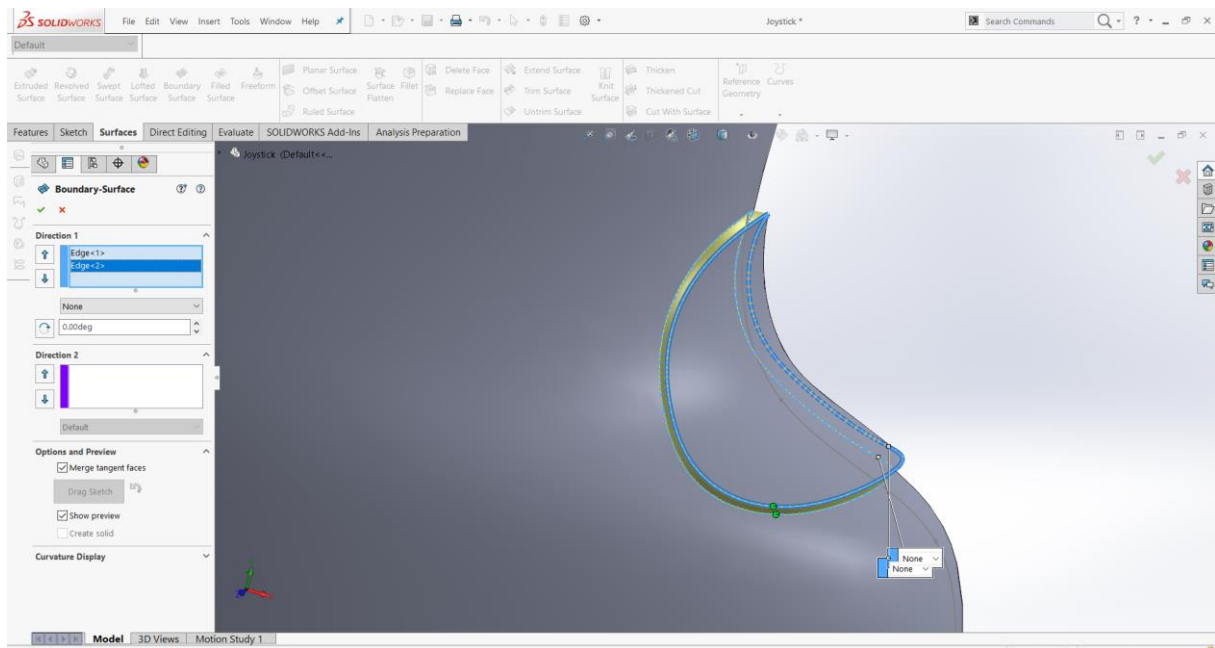 SOLIDWORKS File Edit View Insert Tools Window Help Joystick * Search Commands ?
Default
Extruded Surface
Revolved Surface
Swept Surface
Lofted Surface
Boundary Surface
Filled Surface
Freeform
Planar Surface
Offset Surface
Ruled Surface
Surface Flatten
Surface Fillet
Delete Face
Replace Face
Extend Surface
Trim Surface
Untrim Surface
Knit Surface
Thicken
Thickened Cut
Cut With Surface
Reference Geometry
Curves
Features Sketch Surfaces Direct Editing Evaluate SOLIDWORKS Add-Ins Analysis Preparation
Joystick (Default<<...
Boundary-Surface
Direction 1
Edge<1>
Edge<2>
None
0.00deg
Direction 2
Default
Options and Preview
Merge tangent faces
Drag Sketch
Show preview
Create solid
Curvature Display
None
None
Model 3D Views Motion Study 1